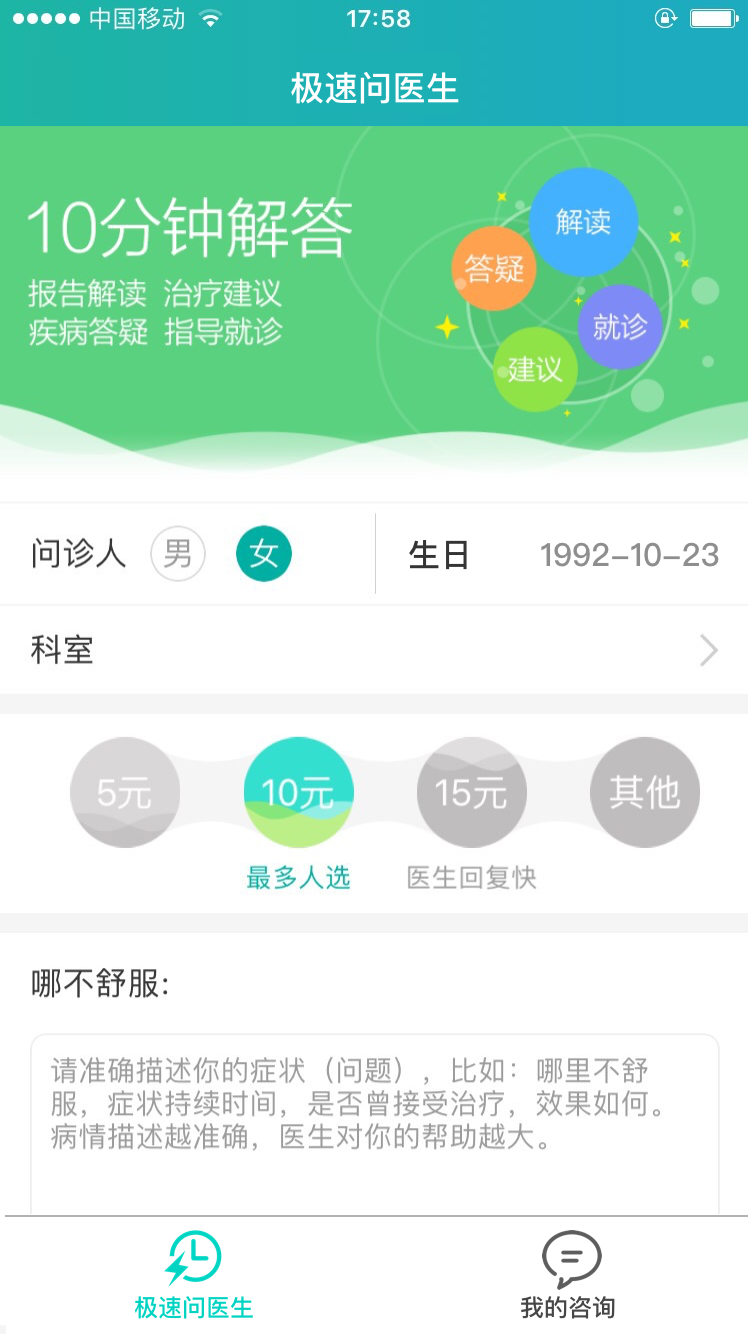 中国移动
17:58
极速问医生
10分钟解答
报告解读 治疗建议
疾病答疑 指导就诊
解读
答疑
就诊
建议
问诊人 男 女 生日 1992-10-23
科室
5元 10元 15元 其他
最多人选 医生回复快
哪不舒服:
请准确描述你的症状（问题），比如：哪里不舒
服，症状持续时间，是否曾接受治疗，效果如何。
病情描述越准确，医生对你的帮助越大。
极速问医生 我的咨询